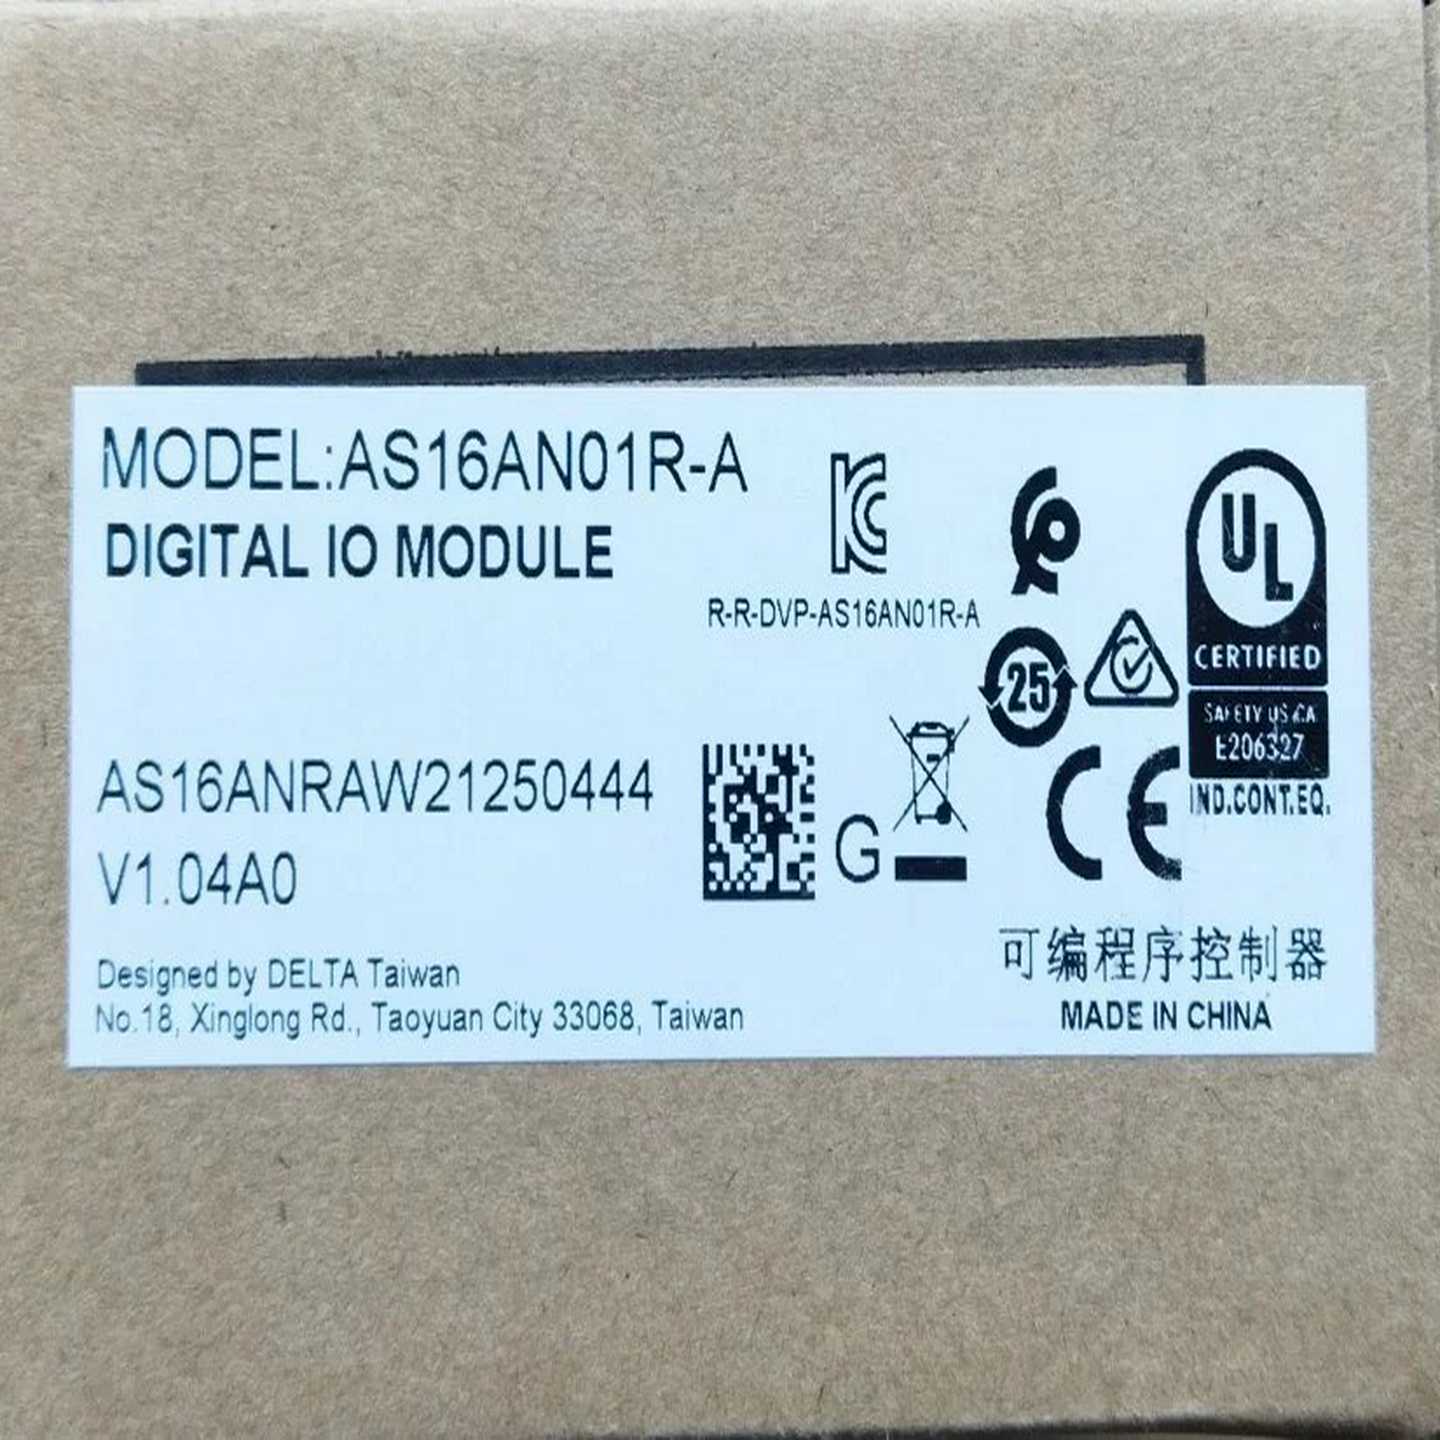 MODEL:AS16AN01R-A
DIGITAL IO MODULE
R-R-DVP-AS16AN01R-A
25
UL
CERTIFIED
SAFETY US CA
E206327
IND.CONT.EQ.
AS16ANRAW21250444
V1.04A0
G
CE
Designed by DELTA Taiwan
No.18, Xinglong Rd., Taoyuan City 33068, Taiwan
可编程序控制器
MADE IN CHINA